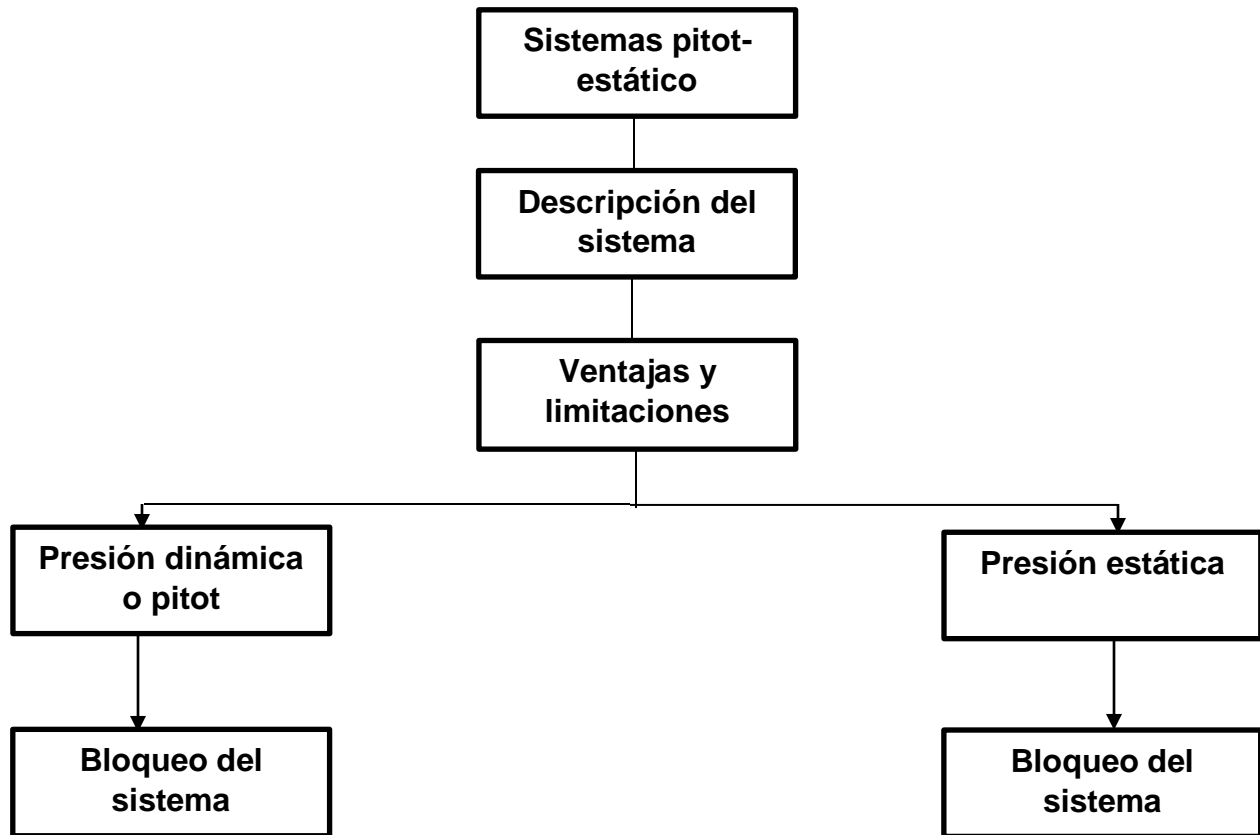 Sistemas pitot-
estático
Descripción del
sistema
Ventajas y
limitaciones
Presión dinámica
o pitot
Presión estática
Bloqueo del
sistema
Bloqueo del
sistema